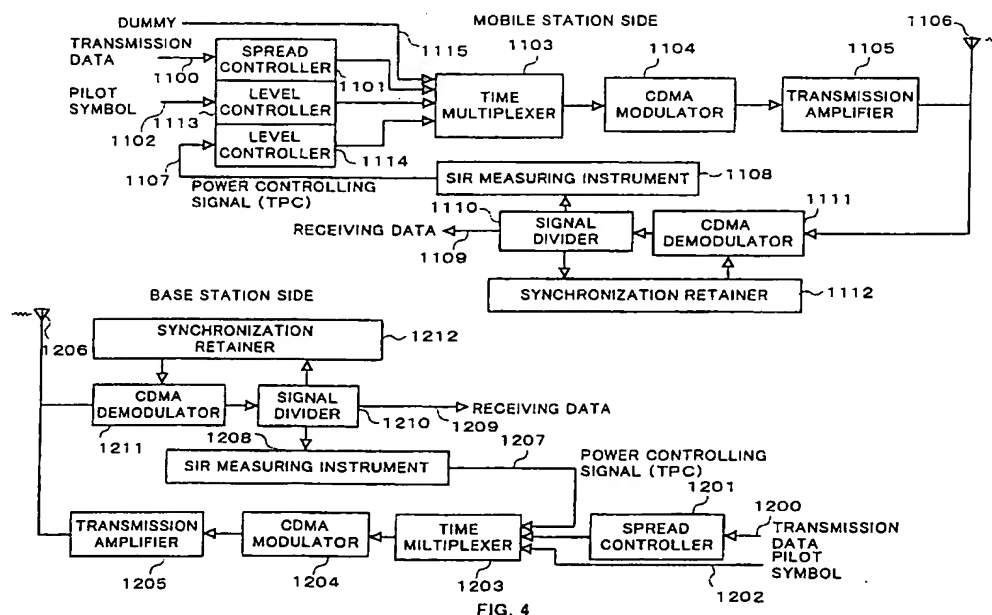 DUMMY
MOBILE STATION SIDE
1106
TRANSMISSION
DATA
1115
1103
1104
1105
1100
SPREAD
CONTROLLER
1101
PILOT
SYMBOL
1113
LEVEL
CONTROLLER
1102
TIME
MULTIPLEXER
CDMA
MODULATOR
TRANSMISSION
AMPLIFIER
LEVEL
CONTROLLER
1114
1107
POWER CONTROLLING
SIGNAL (TPC)
SIR MEASURING INSTRUMENT
1108
1110
1111
RECEIVING DATA
1109
SIGNAL
DIVIDER
CDMA
DEMODULATOR
SYNCHRONIZATION RETAINER
1112
BASE STATION SIDE
1206
SYNCHRONIZATION
RETAINER
1212
CDMA
DEMODULATOR
1211
SIGNAL
DIVIDER
1210
1209
RECEIVING DATA
1208
SIR MEASURING INSTRUMENT
1207
POWER CONTROLLING
SIGNAL (TPC)
1201
1200
TRANSMISSION
AMPLIFIER
1205
CDMA
MODULATOR
1204
TIME
MILTIPLEXER
1203
SPREAD
CONTROLLER
TRANSMISSION
DATA
PILOT
SYMBOL
1202
FIG. 4